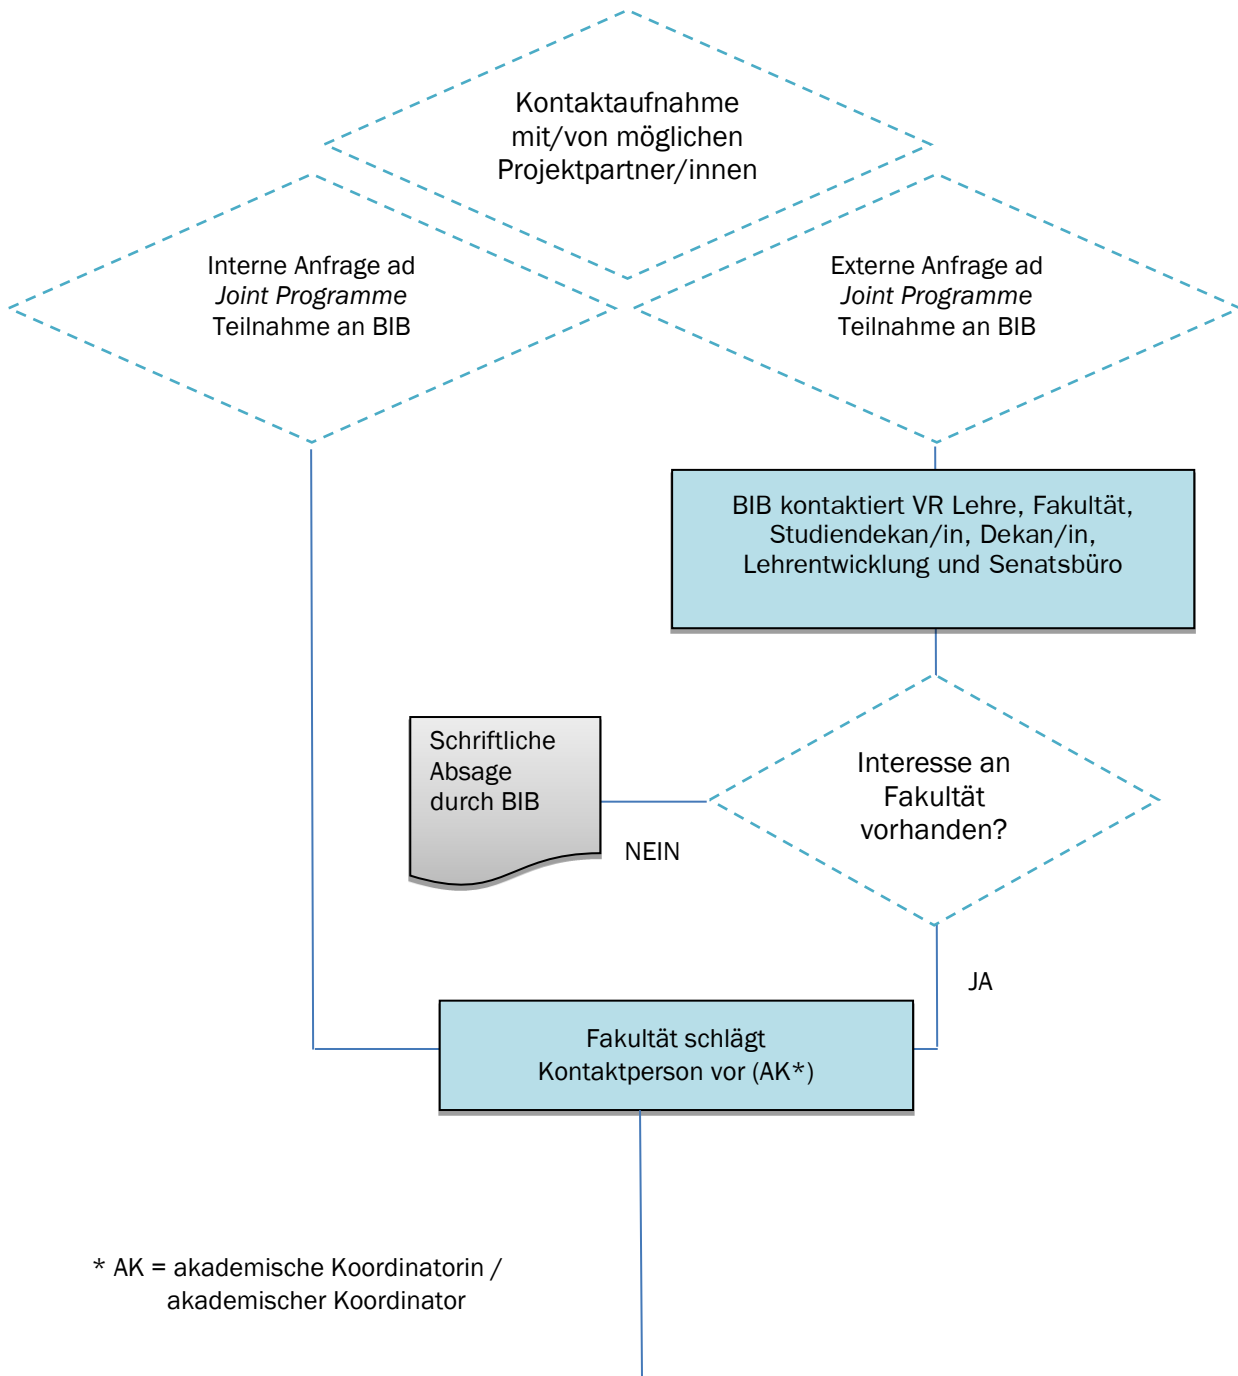 Kontaktaufnahme
mit/von möglichen
Projektpartner/innen
Interne Anfrage ad
Joint Programme
Teilnahme an BIB
Externe Anfrage ad
Joint Programme
Teilnahme an BIB
BIB kontaktiert VR Lehre, Fakultät,
Studiendekan/in, Dekan/in,
Lehrentwicklung und Senatsbüro
Schriftliche
Absage
durch BIB
Interesse an
Fakultät
vorhanden?
NEIN
JA
Fakultät schlägt
Kontaktperson vor (AK*)
* AK = akademische Koordinatorin /
akademischer Koordinator